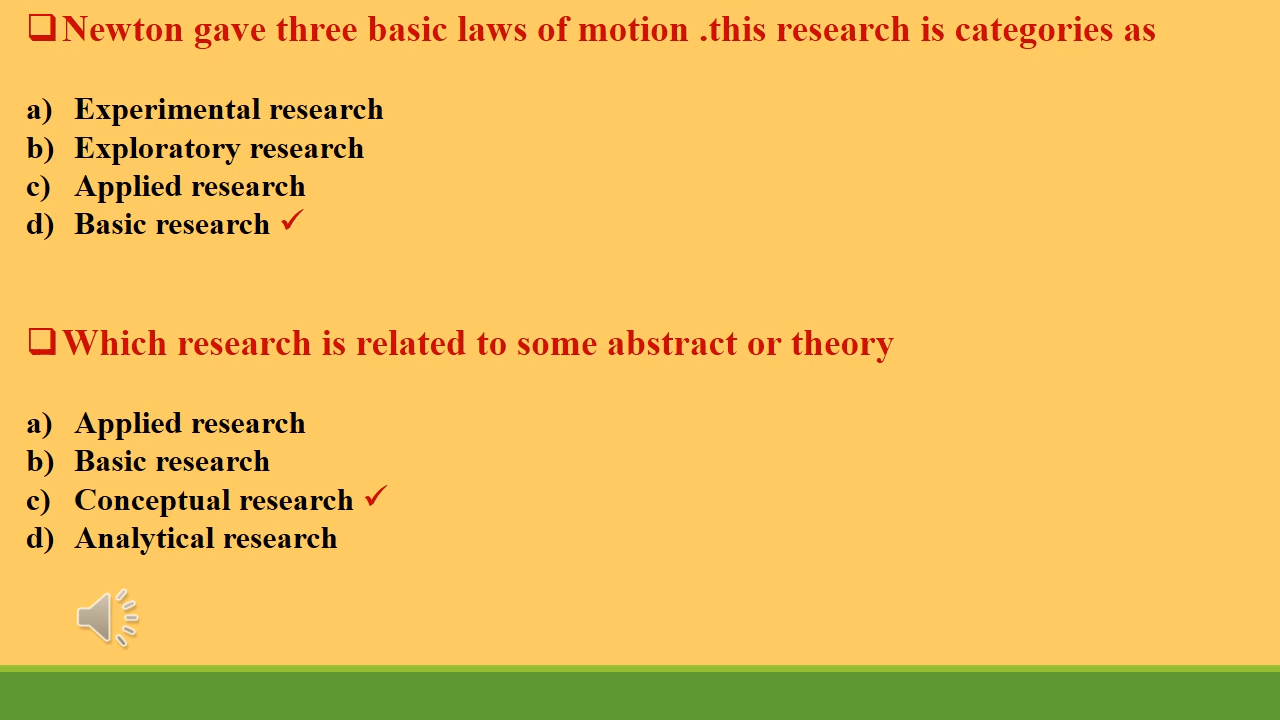 ❑Newton gave three basic laws of motion .this research is categories as
a) Experimental research
b) Exploratory research
c) Applied research
d) Basic research ✓
❑Which research is related to some abstract or theory
a) Applied research
b) Basic research
c) Conceptual research ✓
d) Analytical research